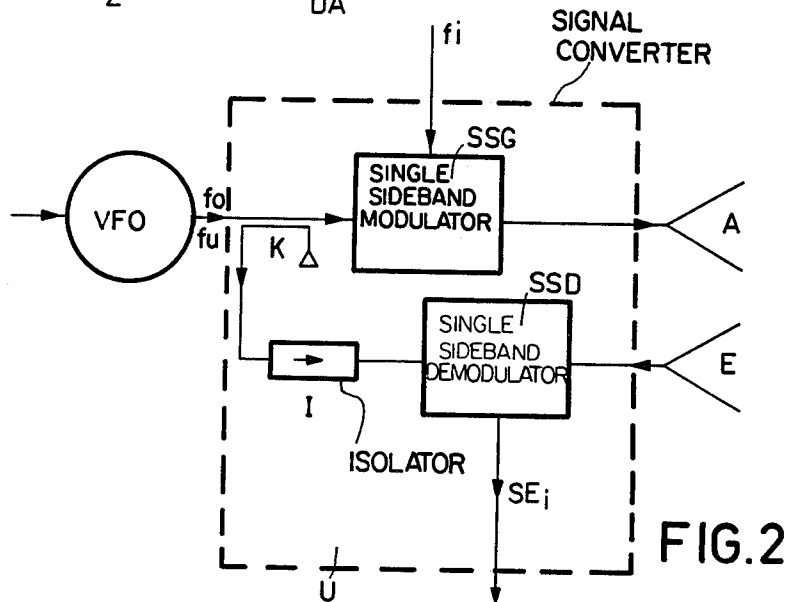 Z
DA
fi
SIGNAL
CONVERTER
SSG
SINGLE
SIDEBAND
MODULATOR
VFO
fo
fu
K
A
SSD
SINGLE
SIDEBAND
DEMODULATOR
E
I
ISOLATOR
SEi
FIG.2
U